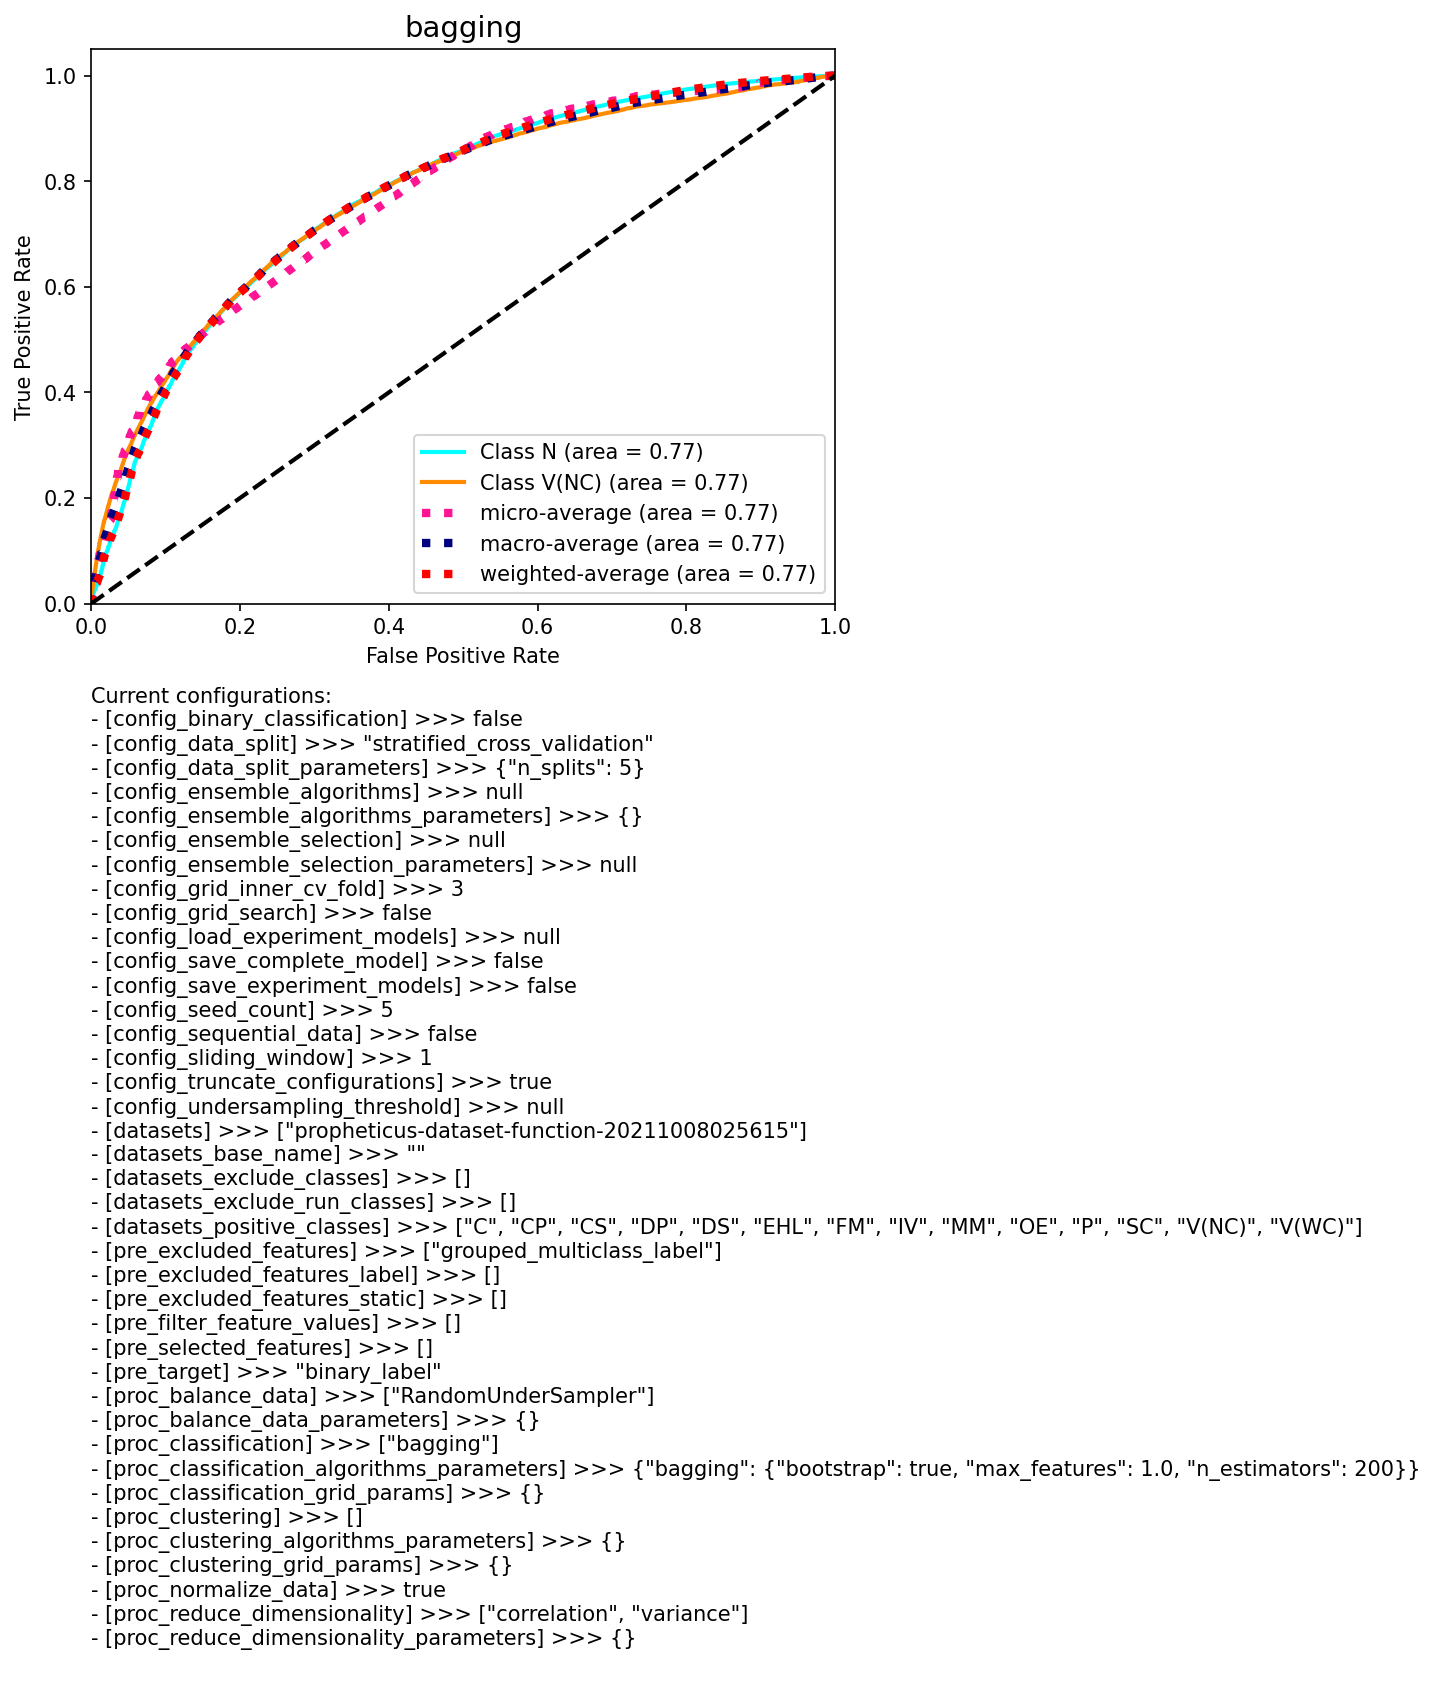 bagging
1.0
0.8
0.6
0.4
0.2
0.0
True Positive Rate
Class N (area = 0.77)
Class V(NC) (area = 0.77)
micro-average (area = 0.77)
macro-average (area = 0.77)
weighted-average (area = 0.77)
0.0 0.2 0.4 0.6 0.8 1.0
False Positive Rate
Current configurations:
- [config_binary_classification] >>> false
- [config_data_split] >>> "stratified_cross_validation"
- [config_data_split_parameters] >>> {"n_splits": 5}
- [config_ensemble_algorithms] >>> null
- [config_ensemble_algorithms_parameters] >>> {}
- [config_ensemble_selection] >>> null
- [config_ensemble_selection_parameters] >>> null
- [config_grid_inner_cv_fold] >>> 3
- [config_grid_search] >>> false
- [config_load_experiment_models] >>> null
- [config_save_complete_model] >>> false
- [config_save_experiment_models] >>> false
- [config_seed_count] >>> 5
- [config_sequential_data] >>> false
- [config_sliding_window] >>> 1
- [config_truncate_configurations] >>> true
- [config_undersampling_threshold] >>> null
- [datasets] >>> ["propheticus-dataset-function-20211008025615"]
- [datasets_base_name] >>> ""
- [datasets_exclude_classes] >>> []
- [datasets_exclude_run_classes] >>> []
- [datasets_positive_classes] >>> ["C", "CP", "CS", "DP", "DS", "EHL", "FM", "IV", "MM", "OE", "P", "SC", "V(NC)", "V(WC)"]
- [pre_excluded_features] >>> ["grouped_multiclass_label"]
- [pre_excluded_features_label] >>> []
- [pre_excluded_features_static] >>> []
- [pre_filter_feature_values] >>> []
- [pre_selected_features] >>> []
- [pre_target] >>> "binary_label"
- [proc_balance_data] >>> ["RandomUnderSampler"]
- [proc_balance_data_parameters] >>> {}
- [proc_classification] >>> ["bagging"]
- [proc_classification_algorithms_parameters] >>> {"bagging": {"bootstrap": true, "max_features": 1.0, "n_estimators": 200}}
- [proc_classification_grid_params] >>> {}
- [proc_clustering] >>> []
- [proc_clustering_algorithms_parameters] >>> {}
- [proc_clustering_grid_params] >>> {}
- [proc_normalize_data] >>> true
- [proc_reduce_dimensionality] >>> ["correlation", "variance"]
- [proc_reduce_dimensionality_parameters] >>> {}